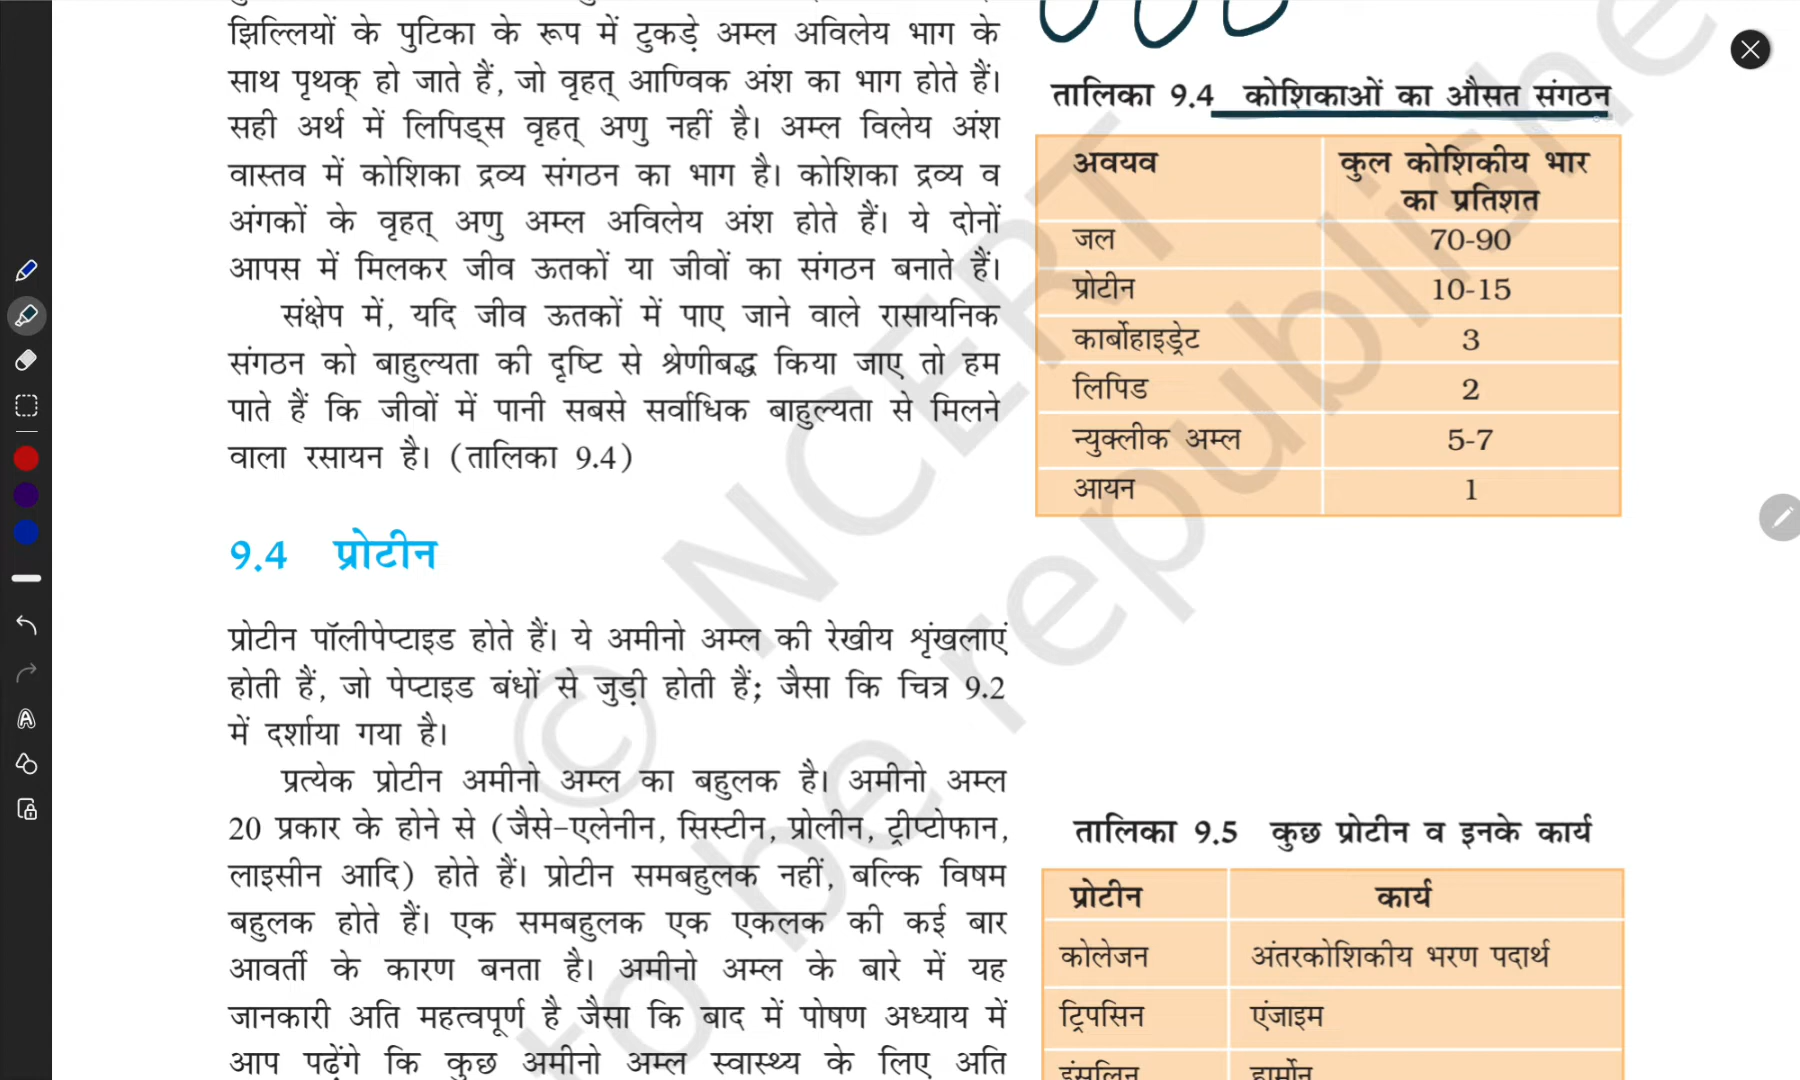 झिल्लियों के पुटिका के रूप में टुकड़े अम्ल अविलेय भाग के
साथ पृथक् हो जाते हैं, जो वृहत् आण्विक अंश का भाग होते हैं।
सही अर्थ में लिपिड्स वृहत् अणु नहीं है। अम्ल विलेय अंश
वास्तव में कोशिका द्रव्य संगठन का भाग है। कोशिका द्रव्य व
अंगकों के वृहत् अणु अम्ल अविलेय अंश होते हैं। ये दोनों
आपस में मिलकर जीव ऊतकों या जीवों का संगठन बनाते हैं।
संक्षेप में, यदि जीव ऊतकों में पाए जाने वाले रासायनिक
संगठन को बाहुल्यता की दृष्टि से श्रेणीबद्ध किया जाए तो हम
पाते हैं कि जीवों में पानी सबसे सर्वाधिक बाहुल्यता से मिलने
वाला रसायन है। (तालिका 9.4)
9.4 प्रोटीन
प्रोटीन पॉलीपेप्टाइड होते हैं। ये अमीनो अम्ल की रेखीय शृंखलाएं
होती हैं, जो पेप्टाइड बंधों से जुड़ी होती हैं; जैसा कि चित्र 9.2
में दर्शाया गया है।
प्रत्येक प्रोटीन अमीनो अम्ल का बहुलक है। अमीनो अम्ल
20 प्रकार के होने से (जैसे-एलेनीन, सिस्टीन, प्रोलीन, ट्रीप्टोफान,
लाइसीन आदि) होते हैं। प्रोटीन समबहुलक नहीं, बल्कि विषम
बहुलक होते हैं। एक समबहुलक एक एकलक की कई बार
आवर्ती के कारण बनता है। अमीनो अम्ल के बारे में यह
जानकारी अति महत्वपूर्ण है जैसा कि बाद में पोषण अध्याय में
आप पढ़ेंगे कि कुछ अमीनो अम्ल स्वास्थ्य के लिए अति
तालिका 9.4 कोशिकाओं का औसत संगठन
अवयव कुल कोशिकीय भार
का प्रतिशत
जल 70-90
प्रोटीन 10-15
कार्बोहाइड्रेट 3
लिपिड 2
न्युक्लीक अम्ल 5-7
आयन 1
तालिका 9.5 कुछ प्रोटीन व इनके कार्य
प्रोटीन कार्य
कोलेजन अंतरकोशिकीय भरण पदार्थ
ट्रिपसिन एंजाइम
इंसुलिन हार्मोन
© NCERT
to be republishe